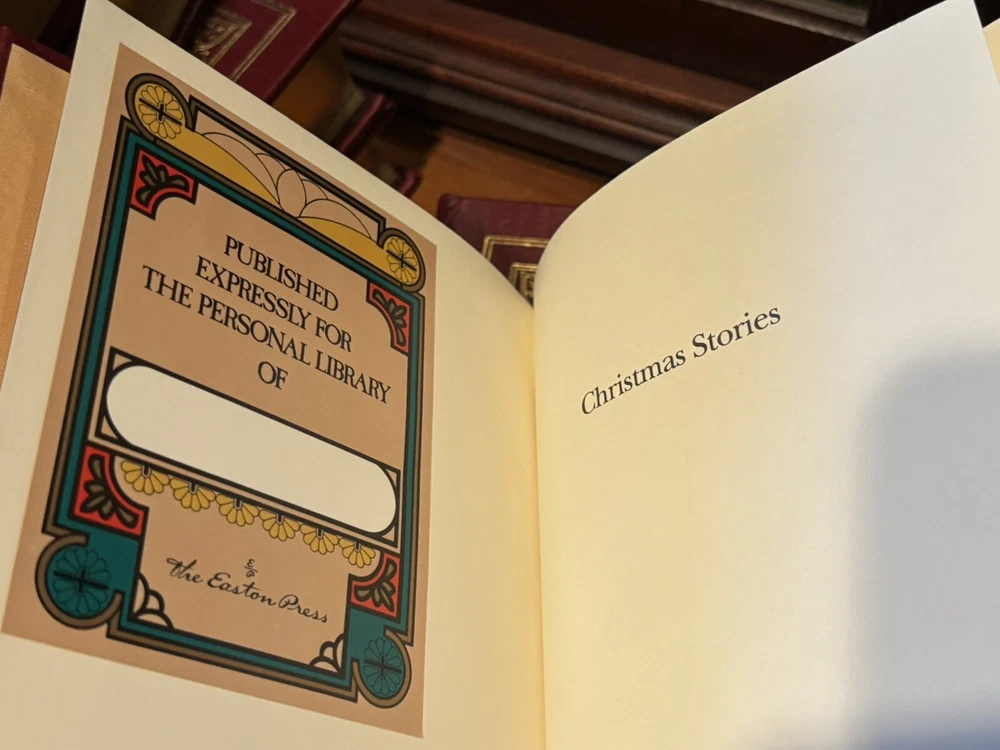 PUBLISHED
EXPRESSLY FOR
THE PERSONAL LIBRARY
OF
The Easton Press
Christmas Stories